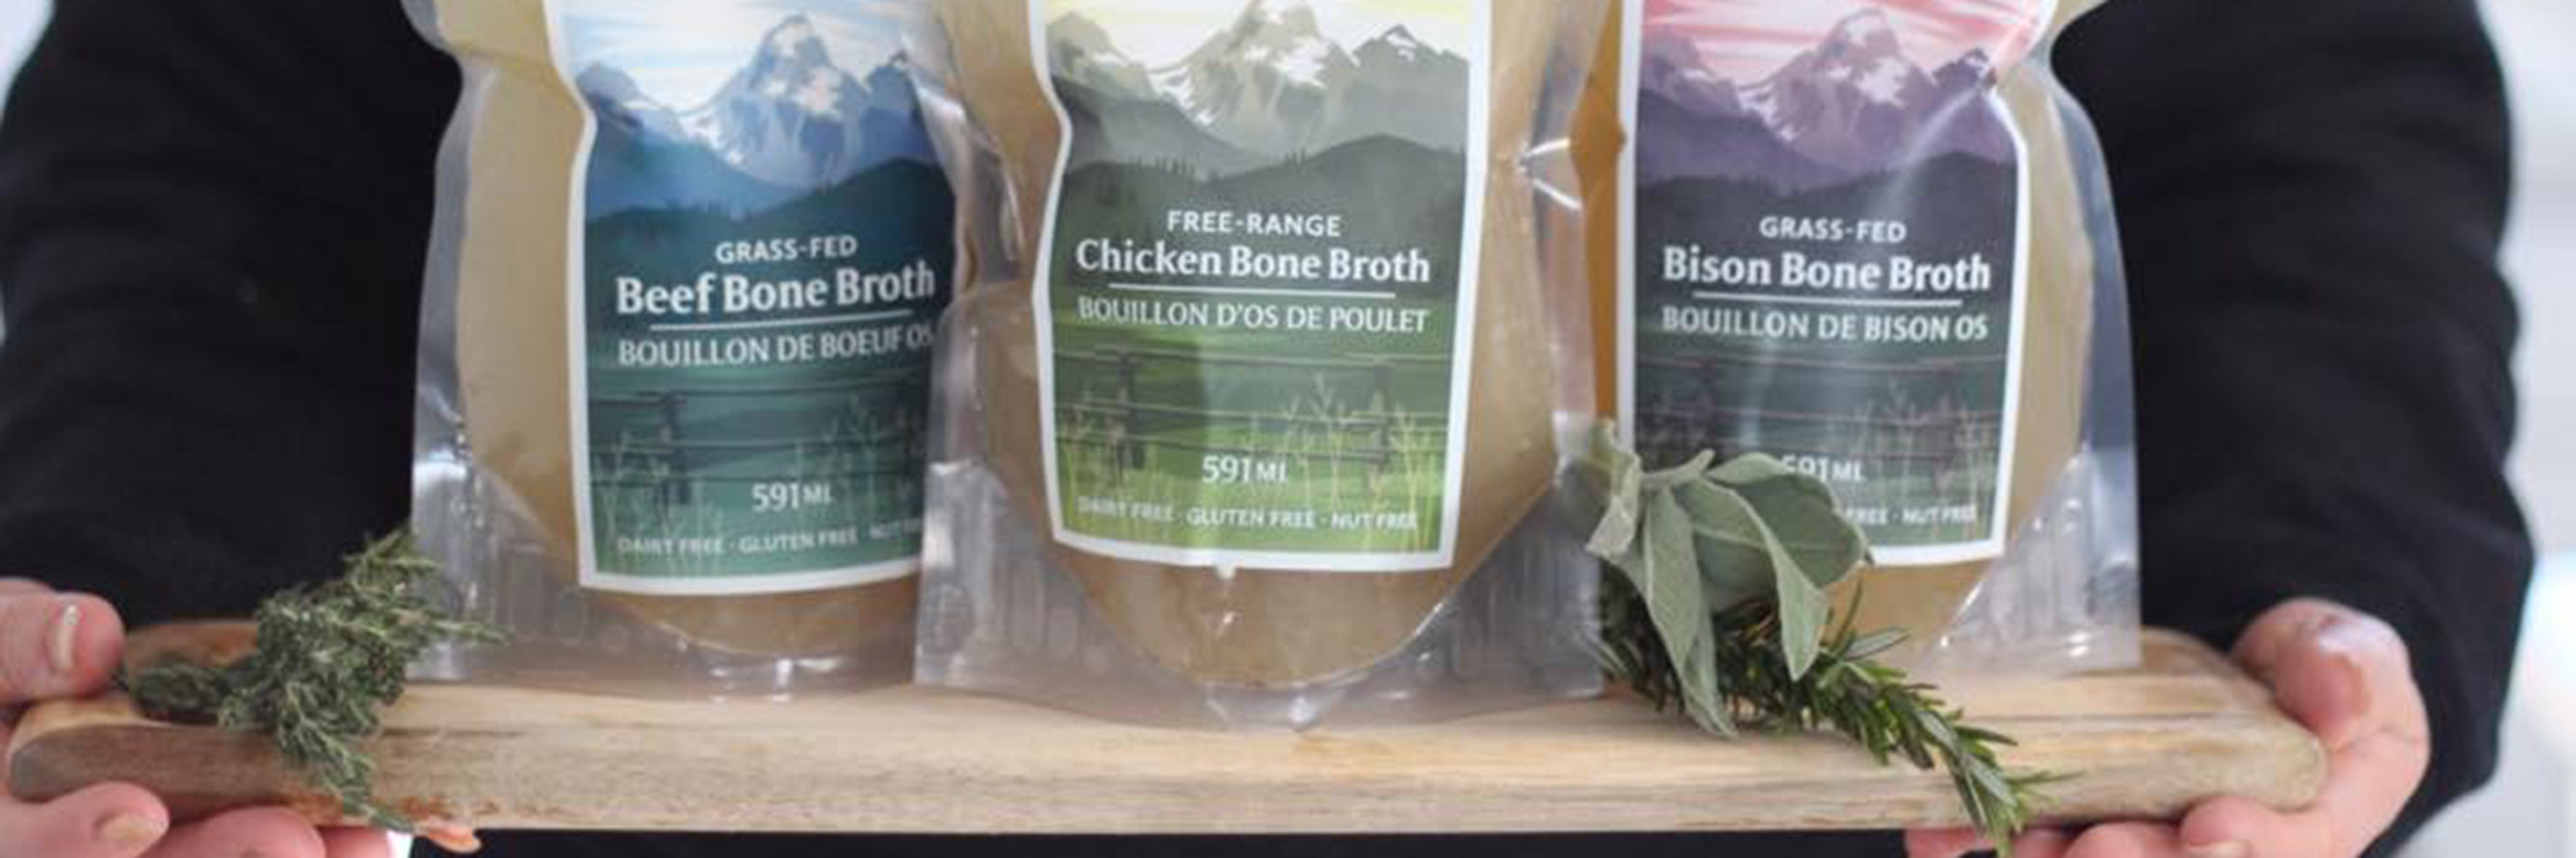 GRASS-FED
Beef Bone Broth
BOUILLON DE BOEUF OS
591ML
DAIRY FREE · GLUTEN FREE ·
FREE-RANGE
Chicken Bone Broth
BOUILLON D'OS DE POULET
591ML
DAIRY FREE · GLUTEN FREE · NUT FREE
GRASS-FED
Bison Bone Broth
BOUILLON DE BISON OS
591ML
FREE · NUT FREE